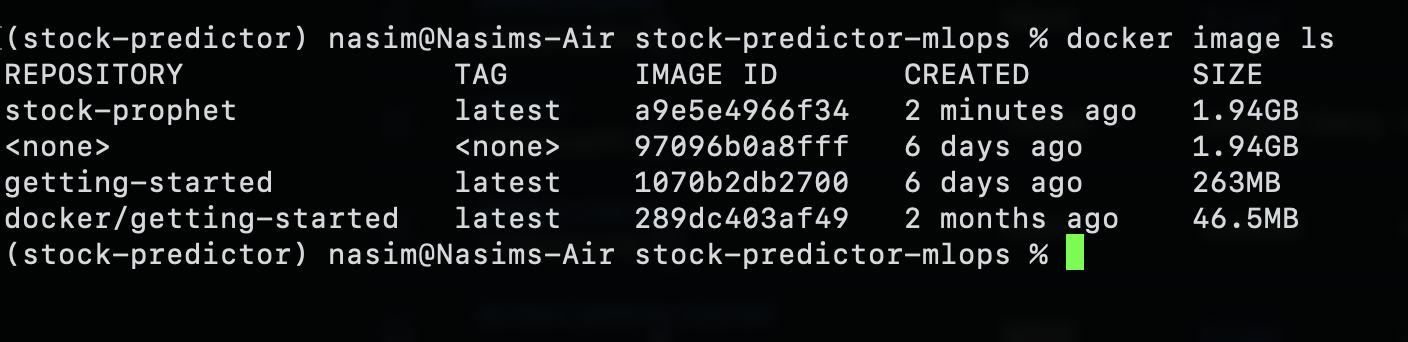 (stock-predictor) nasim@Nasims-Air stock-predictor-mlops % docker image ls
REPOSITORY               TAG       IMAGE ID       CREATED         SIZE
stock-prophet            latest    a9e5e4966f34   2 minutes ago   1.94GB
<none>                   <none>    97096b0a8fff   6 days ago      1.94GB
getting-started          latest    1070b2db2700   6 days ago      263MB
docker/getting-started   latest    289dc403af49   2 months ago    46.5MB
(stock-predictor) nasim@Nasims-Air stock-predictor-mlops %